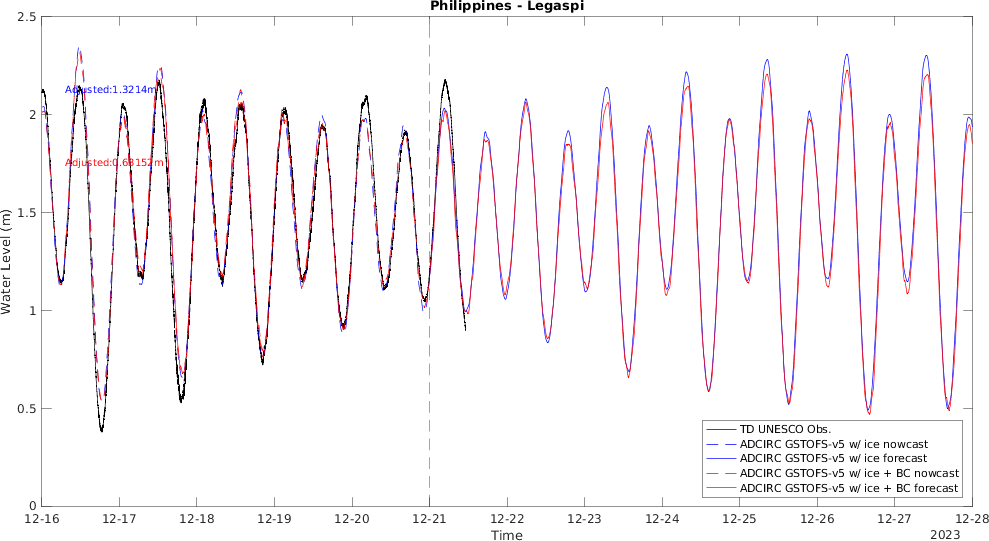 Philippines - Legaspi
2.5
2
1.5
1
0.5
0
Water Level (m)
Adjusted:1.3214m
Adjusted:0.68152m
TD UNESCO Obs.
ADCIRC GSTOFS-v5 w/ ice nowcast
ADCIRC GSTOFS-v5 w/ ice forecast
ADCIRC GSTOFS-v5 w/ ice + BC nowcast
ADCIRC GSTOFS-v5 w/ ice + BC forecast
12-16 12-17 12-18 12-19 12-20 12-21 12-22 12-23 12-24 12-25 12-26 12-27 12-28
Time
2023